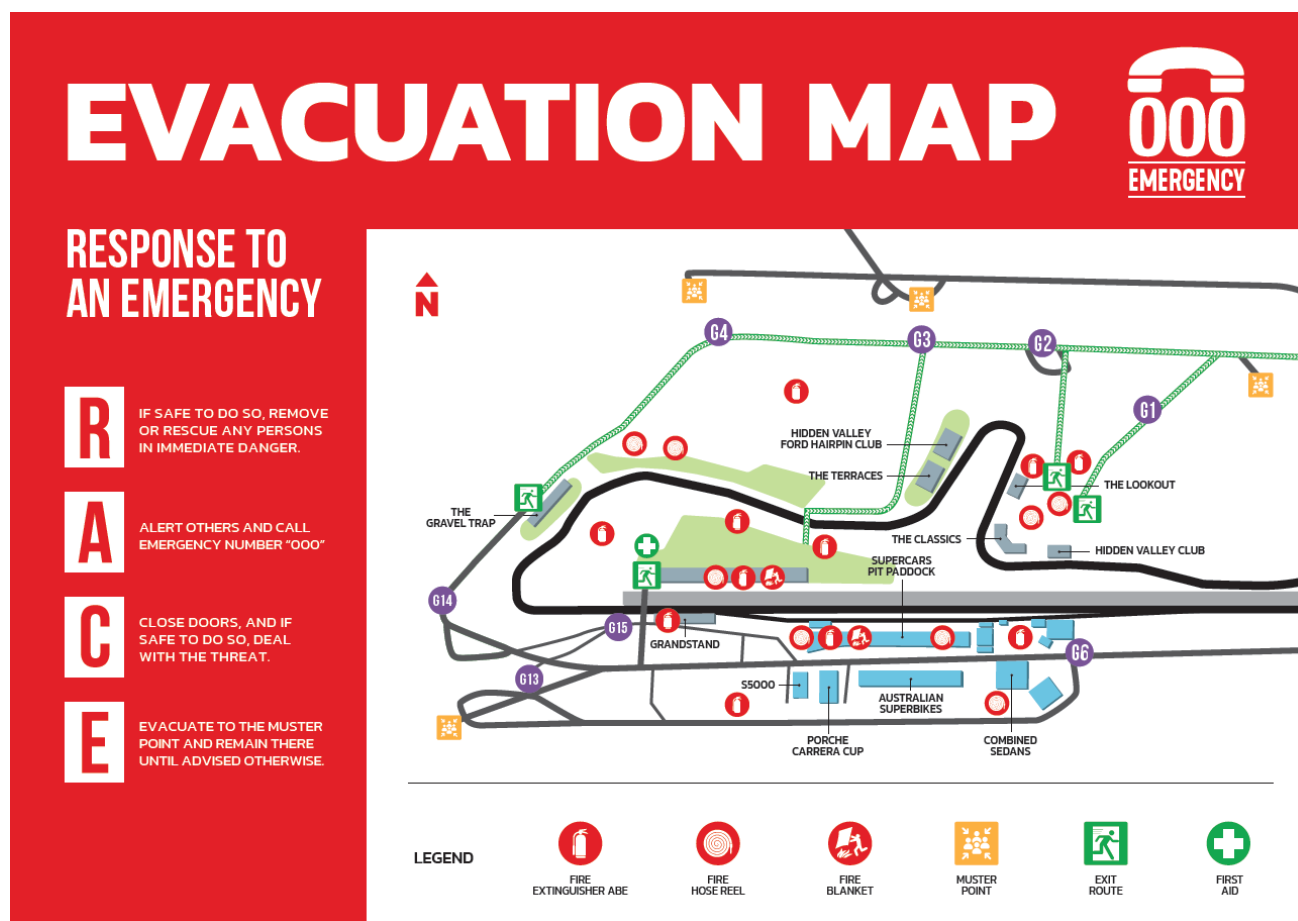 EVACUATION MAP
000
EMERGENCY
RESPONSE TO
AN EMERGENCY
R
IF SAFE TO DO SO, REMOVE
OR RESCUE ANY PERSONS
IN IMMEDIATE DANGER.
A
ALERT OTHERS AND CALL
EMERGENCY NUMBER “000”
C
CLOSE DOORS, AND IF
SAFE TO DO SO, DEAL
WITH THE THREAT.
E
EVACUATE TO THE MUSTER
POINT AND REMAIN THERE
UNTIL ADVISED OTHERWISE.
N
G4
G3
G2
G1
HIDDEN VALLEY
FORD HAIRPIN CLUB
THE TERRACES
THE LOOKOUT
THE
GRAVEL TRAP
THE CLASSICS
HIDDEN VALLEY CLUB
SUPERCARS
PIT PADDOCK
G14
G15
GRANDSTAND
G6
G13
S5000
AUSTRALIAN
SUPERBIKES
PORCHE
CARRERA CUP
COMBINED
SEDANS
LEGEND
FIRE
EXTINGUISHER ABE
FIRE
HOSE REEL
FIRE
BLANKET
MUSTER
POINT
EXIT
ROUTE
FIRST
AID